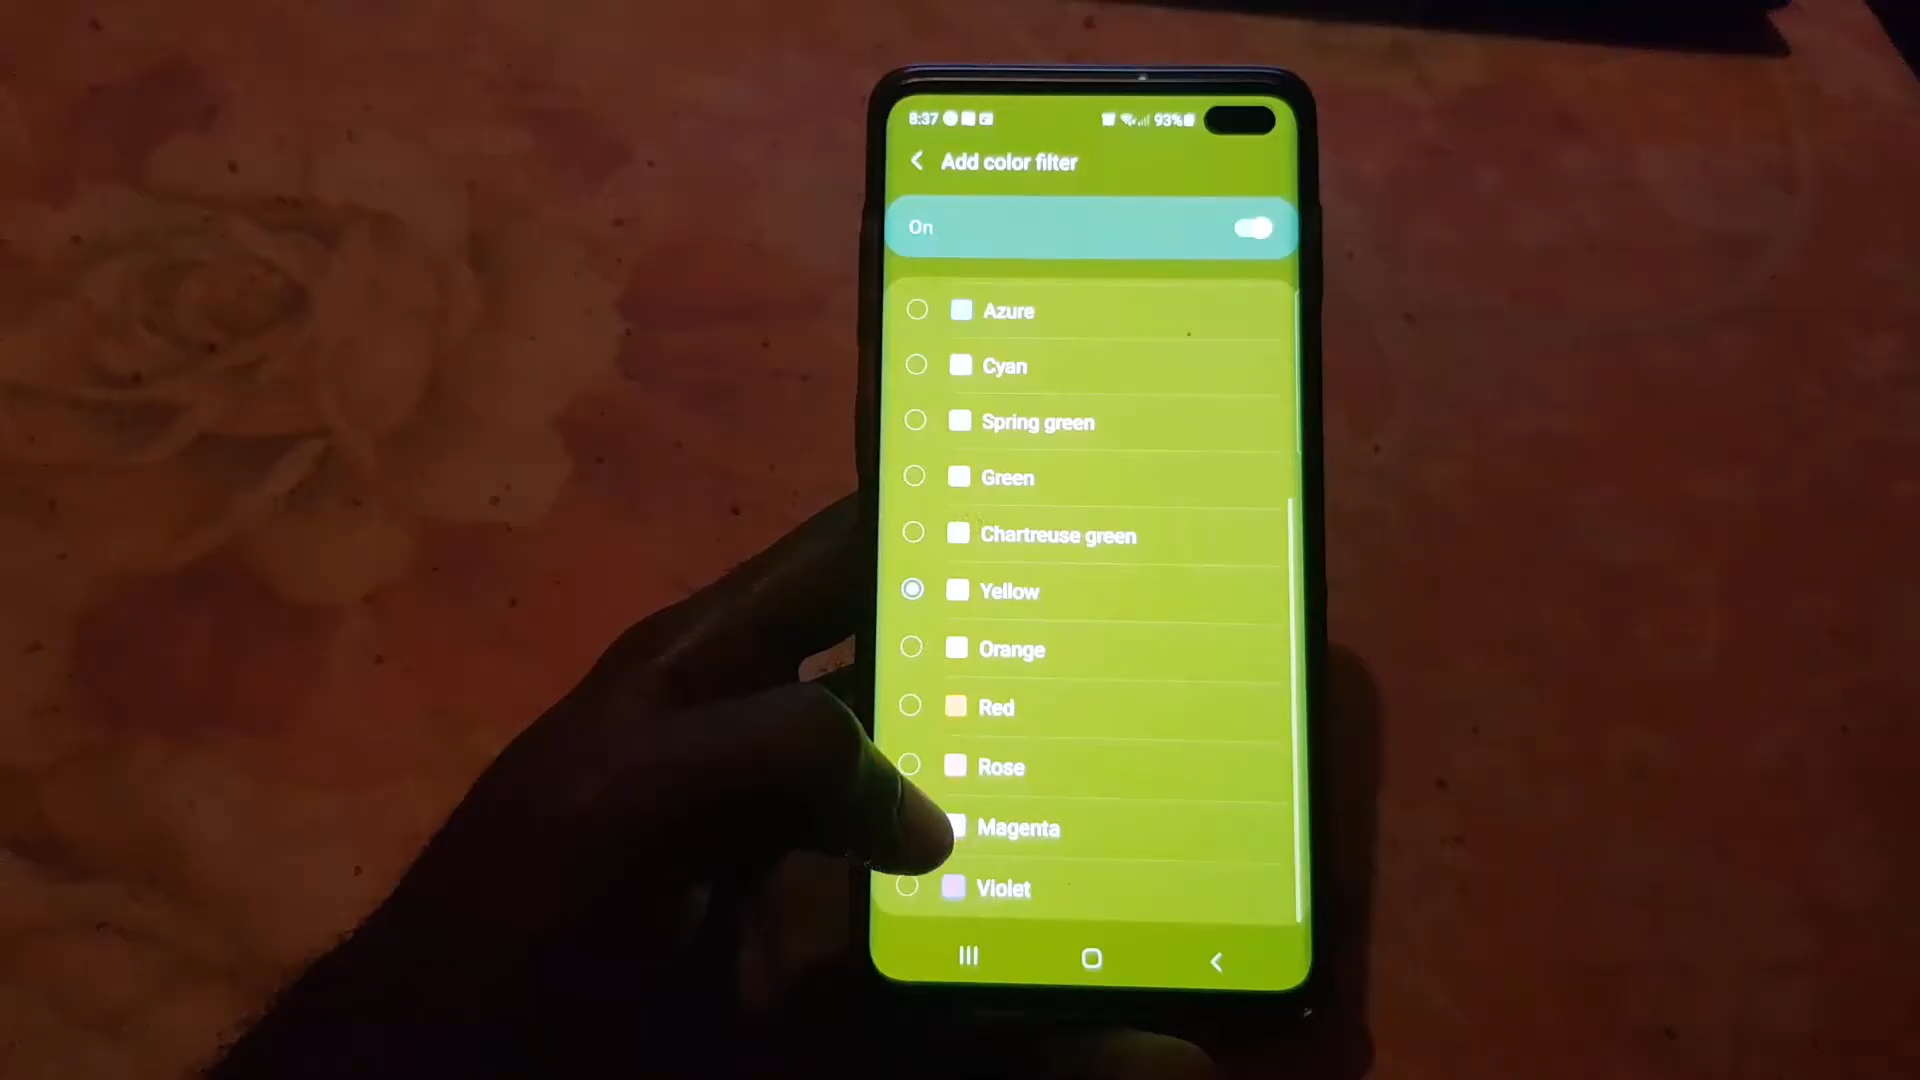 8:37 93%
Add color filter
On
Azure
Cyan
Spring green
Green
Chartreuse green
Yellow
Orange
Red
Rose
Magenta
Violet